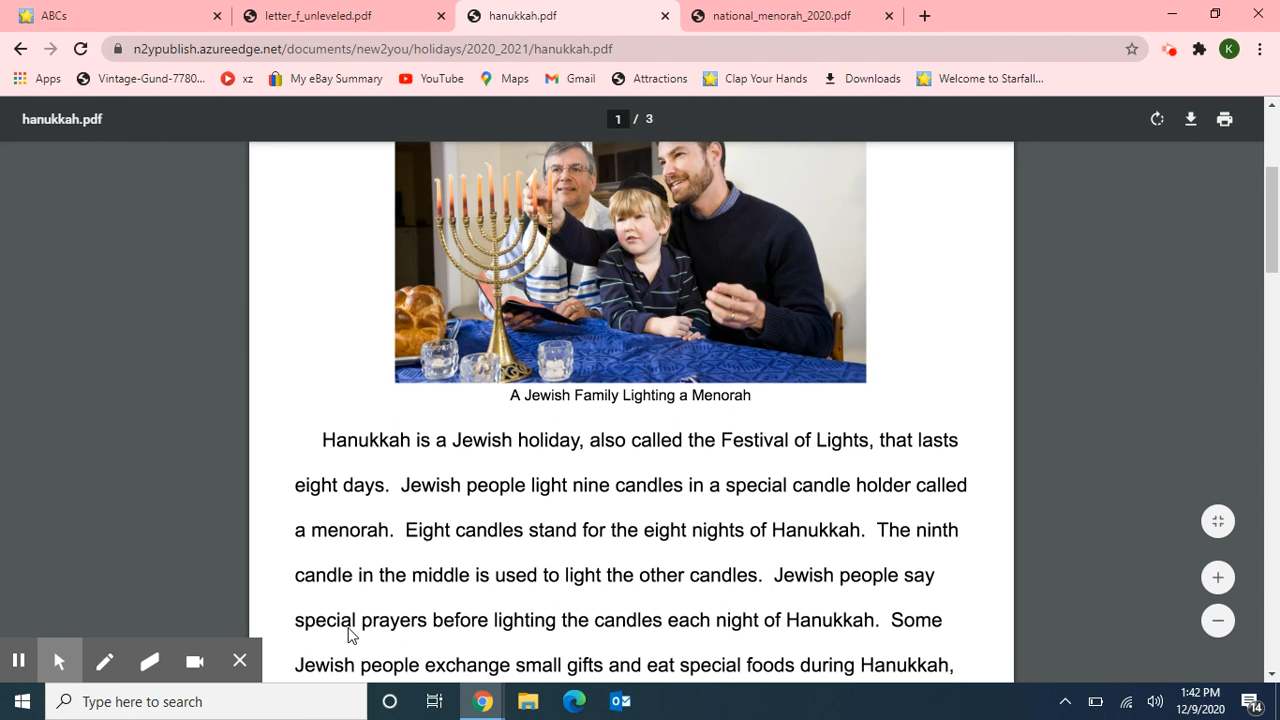 ABCs
letter_f_unleveled.pdf
hanukkah.pdf
national_menorah_2020.pdf
n2ypublish.azureedge.net/documents/new2you/holidays/2020_2021/hanukkah.pdf
K
Apps
Vintage-Gund-7780...
xz
My eBay Summary
YouTube
Maps
Gmail
Attractions
Clap Your Hands
Downloads
Welcome to Starfall...
hanukkah.pdf
1 / 3
A Jewish Family Lighting a Menorah
Hanukkah is a Jewish holiday, also called the Festival of Lights, that lasts
eight days. Jewish people light nine candles in a special candle holder called
a menorah. Eight candles stand for the eight nights of Hanukkah. The ninth
candle in the middle is used to light the other candles. Jewish people say
special prayers before lighting the candles each night of Hanukkah. Some
Jewish people exchange small gifts and eat special foods during Hanukkah,
Type here to search
1:42 PM
12/9/2020
14